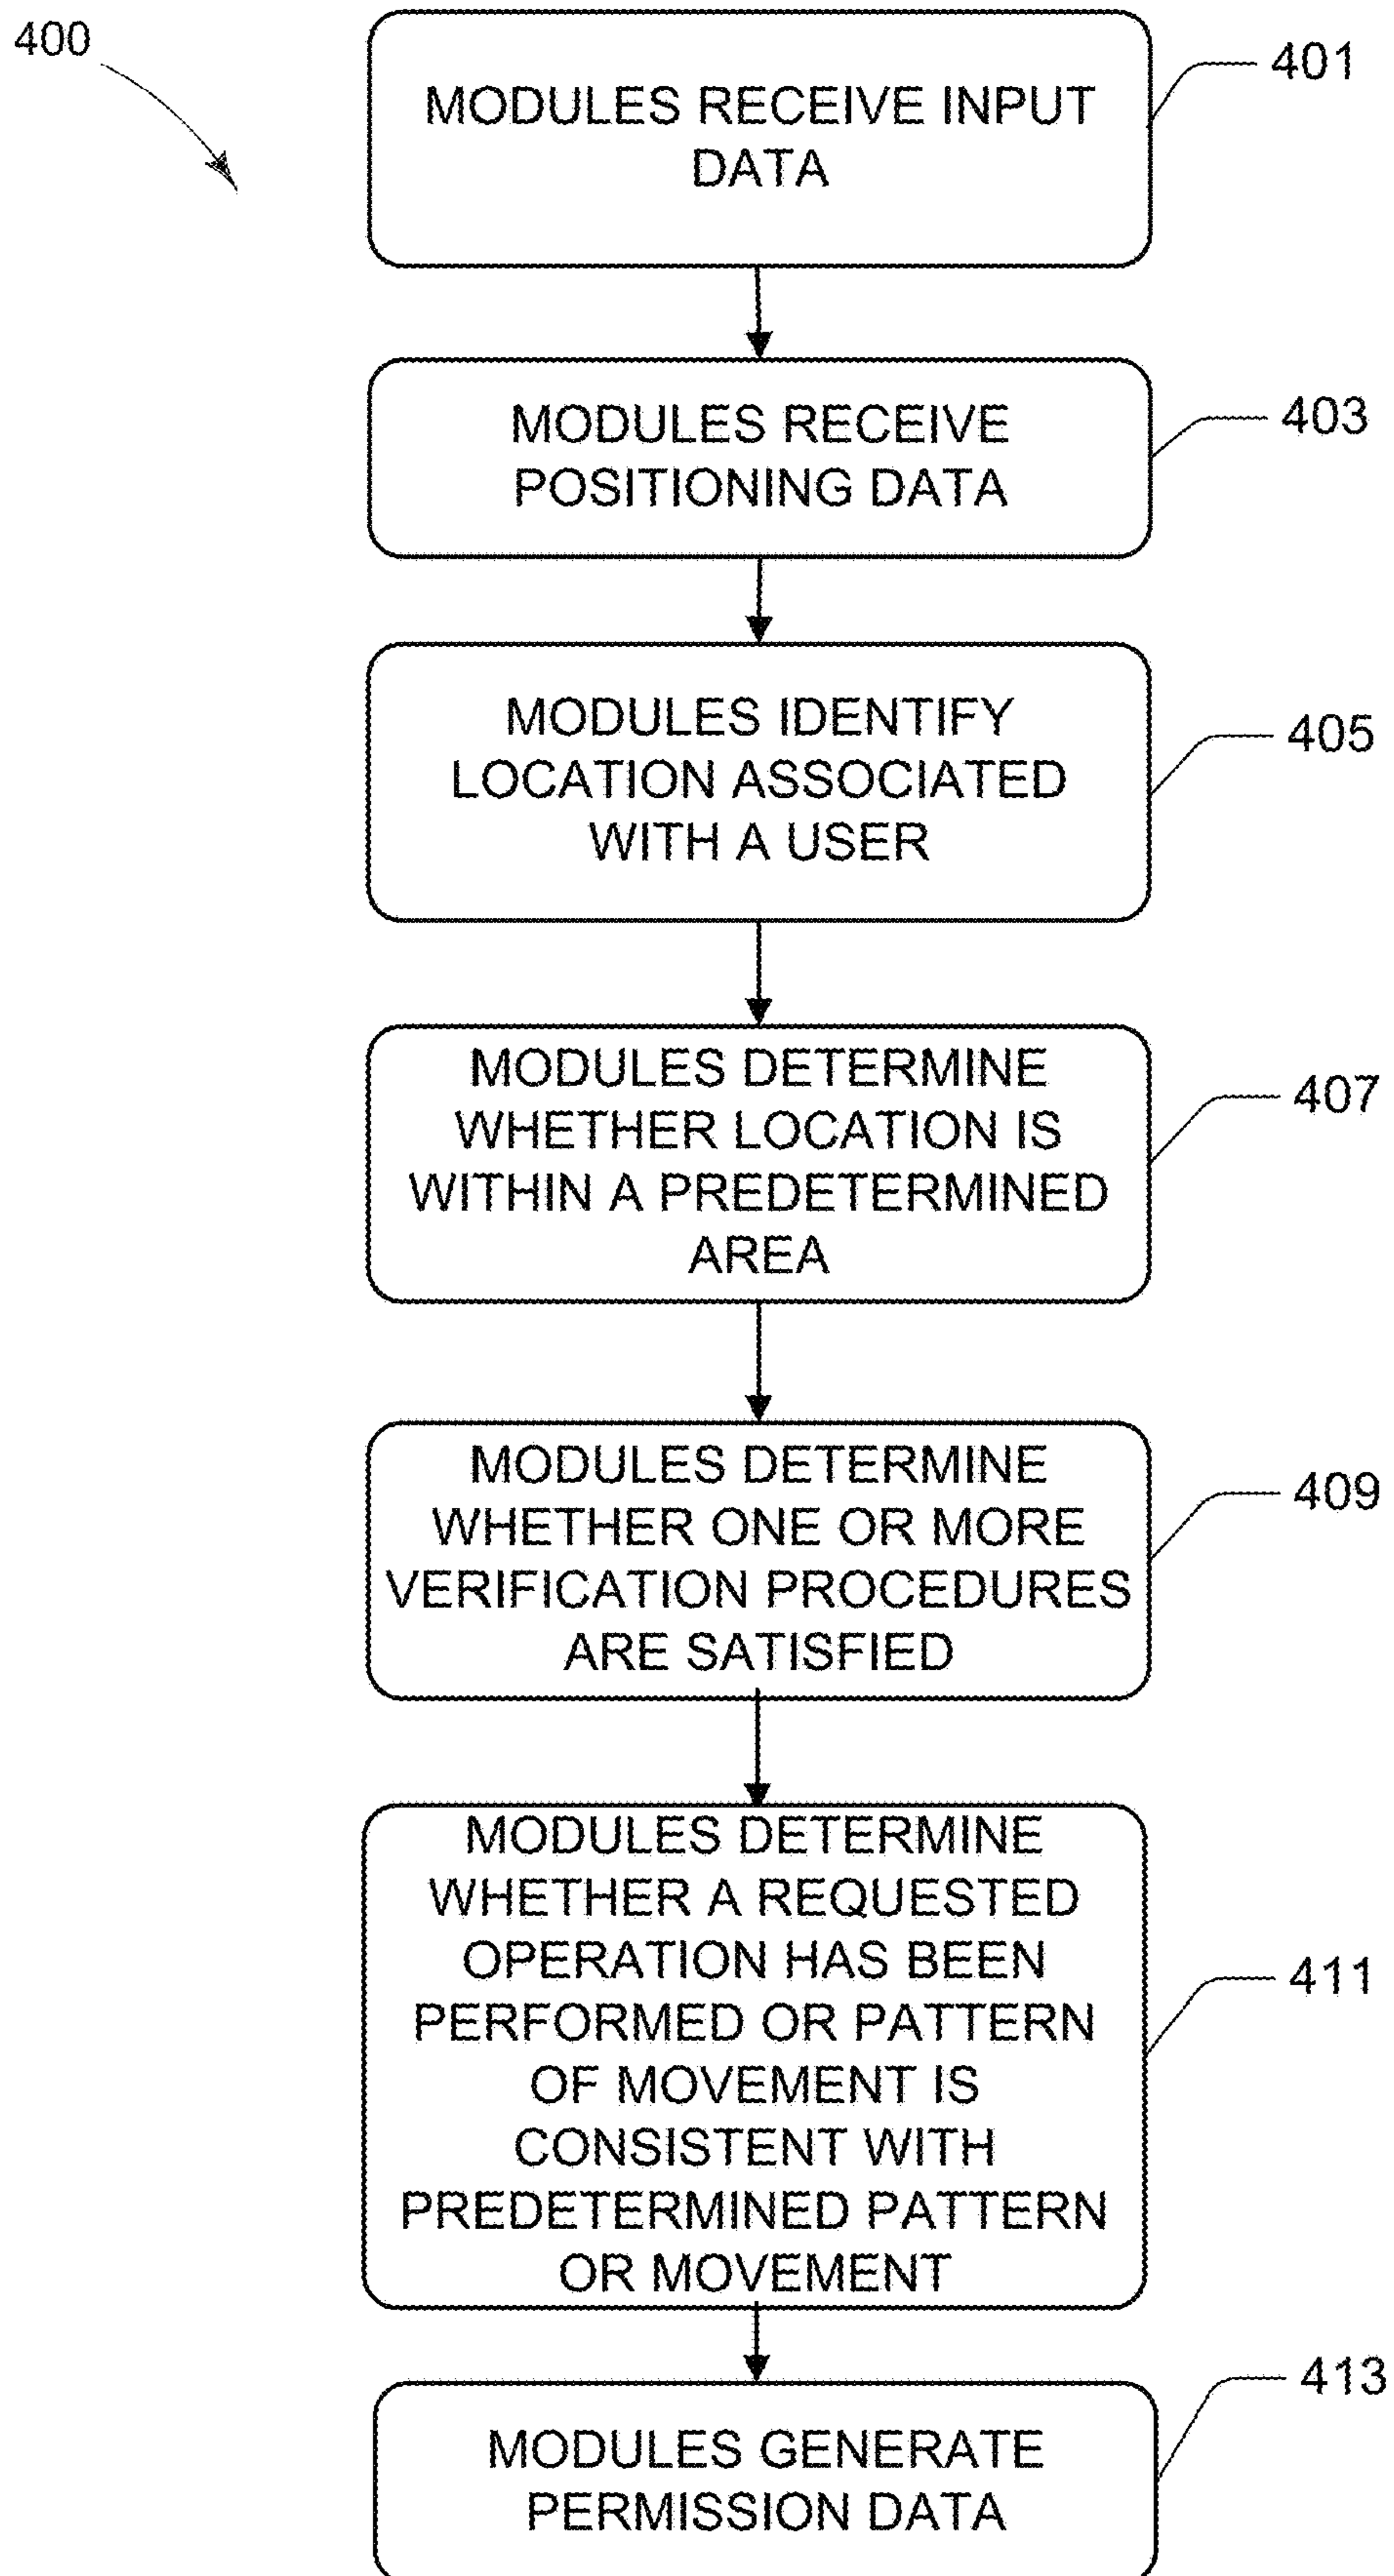 400
MODULES RECEIVE INPUT
DATA
401
MODULES RECEIVE
POSITIONING DATA
403
MODULES IDENTIFY
LOCATION ASSOCIATED
WITH A USER
405
MODULES DETERMINE
WHETHER LOCATION IS
WITHIN A PREDETERMINED
AREA
407
MODULES DETERMINE
WHETHER ONE OR MORE
VERIFICATION PROCEDURES
ARE SATISFIED
409
MODULES DETERMINE
WHETHER A REQUESTED
OPERATION HAS BEEN
PERFORMED OR PATTERN
OF MOVEMENT IS
CONSISTENT WITH
PREDETERMINED PATTERN
OR MOVEMENT
411
MODULES GENERATE
PERMISSION DATA
413